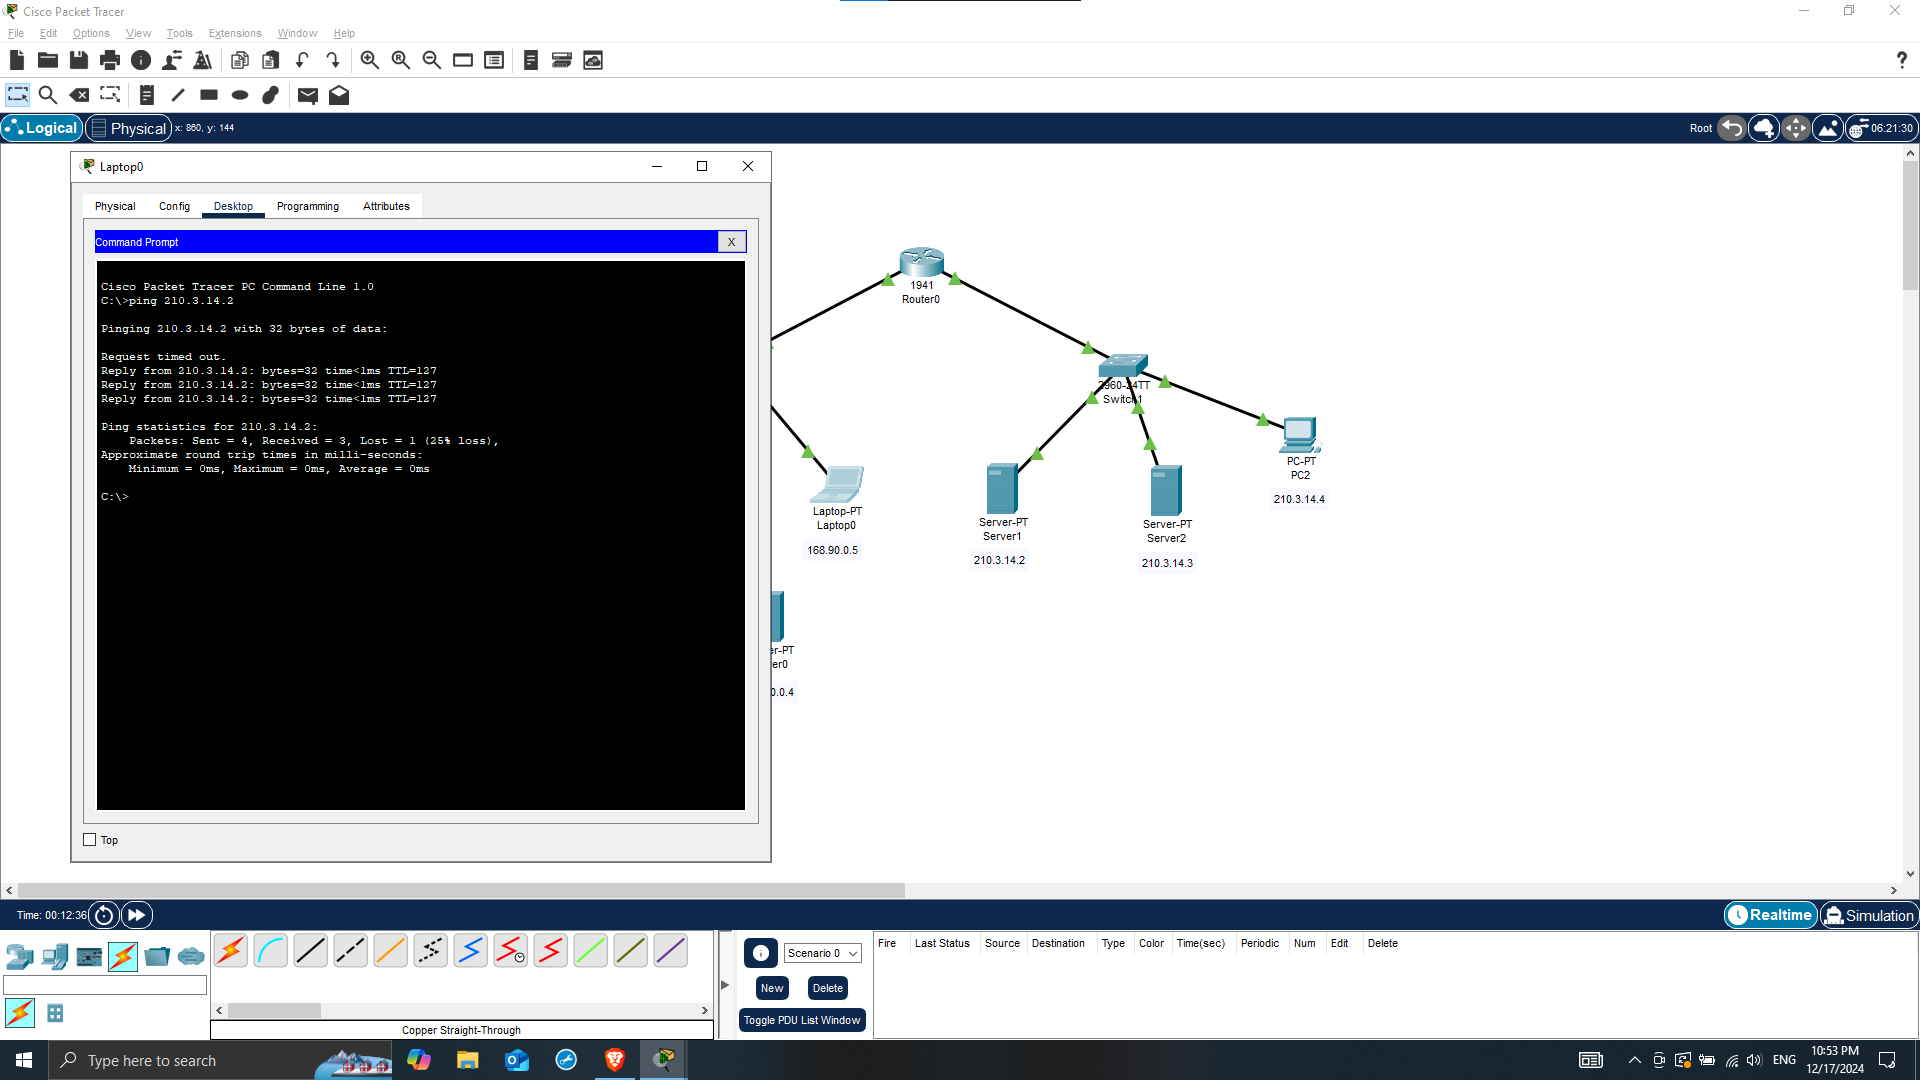 Cisco Packet Tracer
File Edit Options View Tools Extensions Window Help
?
Logical Physical x: 860, y: 144
Root 06:21:30
Laptop0
Physical Config Desktop Programming Attributes
Command Prompt X
Cisco Packet Tracer PC Command Line 1.0
C:\>ping 210.3.14.2
Pinging 210.3.14.2 with 32 bytes of data:
Request timed out.
Reply from 210.3.14.2: bytes=32 time<1ms TTL=127
Reply from 210.3.14.2: bytes=32 time<1ms TTL=127
Reply from 210.3.14.2: bytes=32 time<1ms TTL=127
Ping statistics for 210.3.14.2:
Packets: Sent = 4, Received = 3, Lost = 1 (25% loss),
Approximate round trip times in milli-seconds:
Minimum = 0ms, Maximum = 0ms, Average = 0ms
C:\>
Top
1941
Router0
2960-24TT
Switch1
PC-PT
PC2
210.3.14.4
Laptop-PT
Laptop0
168.90.0.5
Server-PT
Server1
210.3.14.2
Server-PT
Server2
210.3.14.3
er-PT
er0
0.0.4
Time: 00:12:36
Realtime Simulation
Copper Straight-Through
Scenario 0
New Delete
Toggle PDU List Window
Fire Last Status Source Destination Type Color Time(sec) Periodic Num Edit Delete
Type here to search
ENG
10:53 PM
12/17/2024